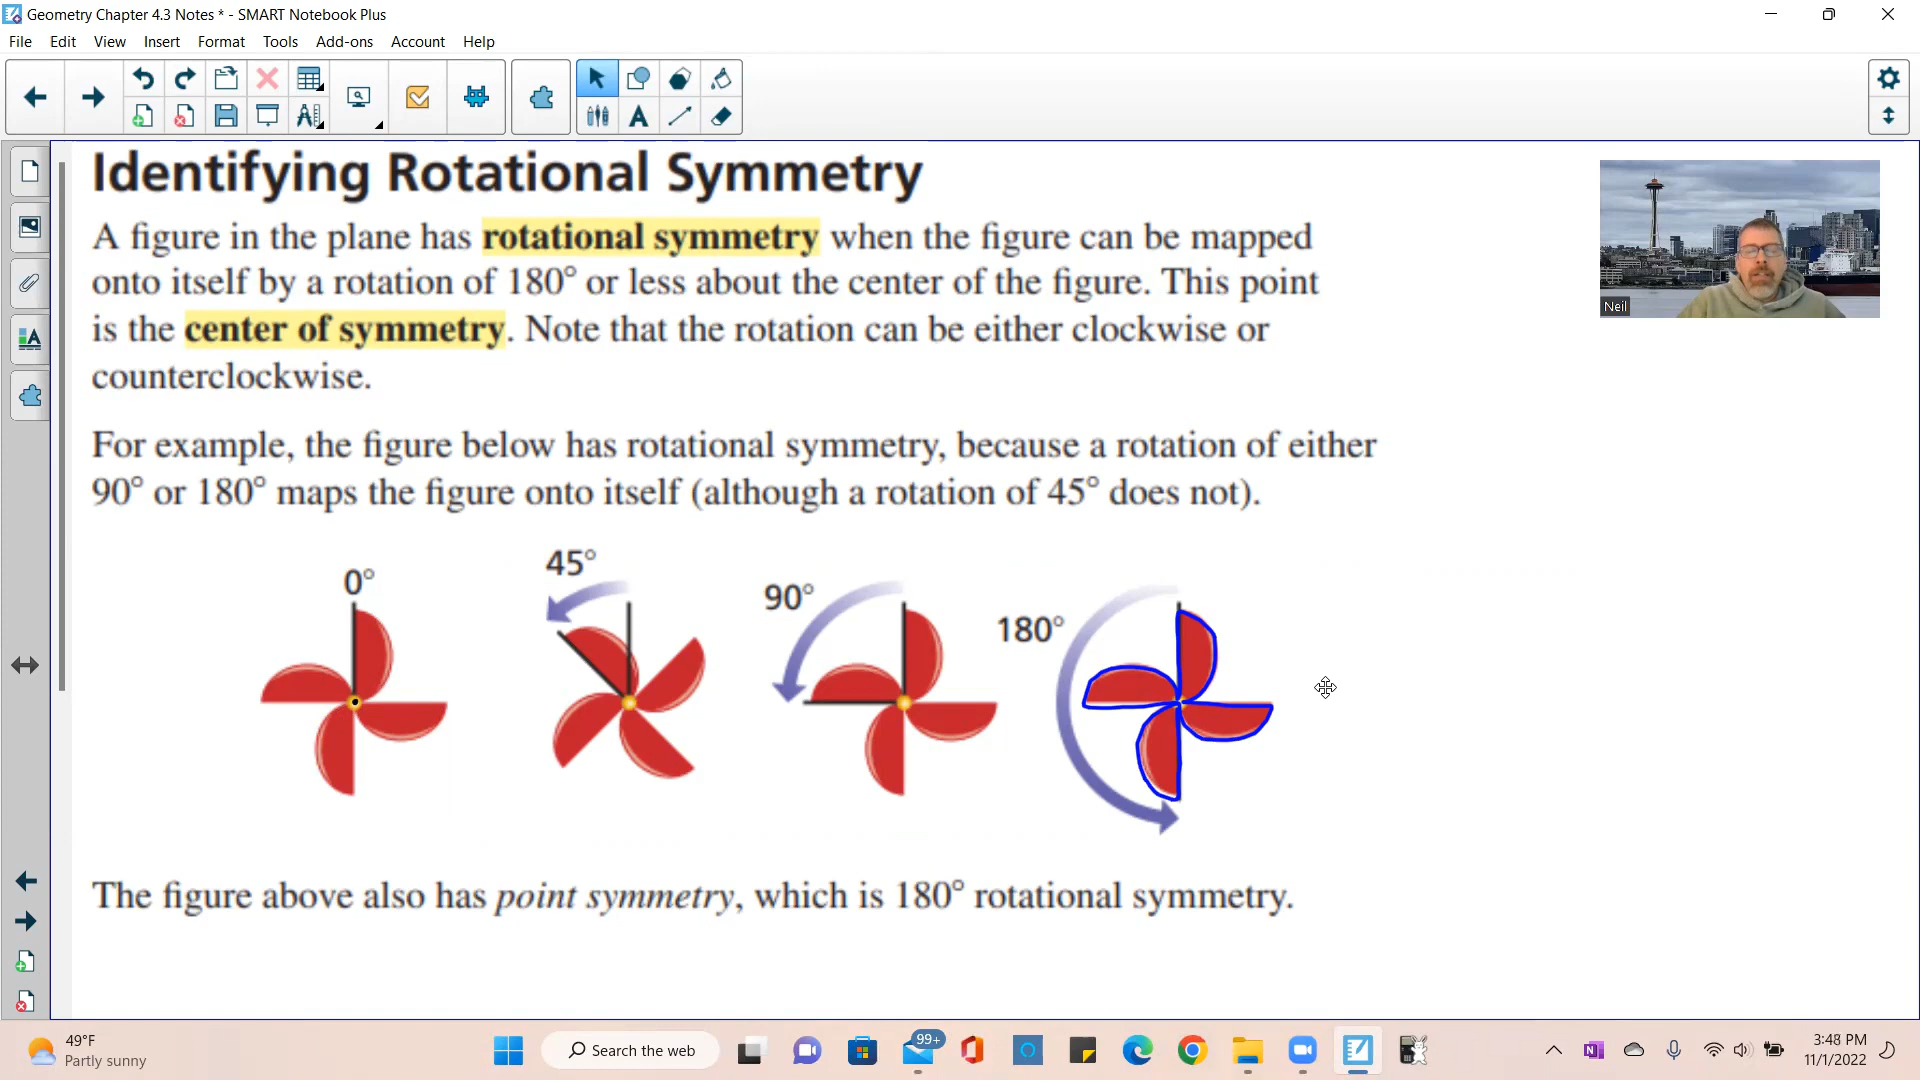 Geometry Chapter 4.3 Notes * - SMART Notebook Plus
File Edit View Insert Format Tools Add-ons Account Help
Identifying Rotational Symmetry
A figure in the plane has rotational symmetry when the figure can be mapped
onto itself by a rotation of 180° or less about the center of the figure. This point
is the center of symmetry. Note that the rotation can be either clockwise or
counterclockwise.
Neil
For example, the figure below has rotational symmetry, because a rotation of either
90° or 180° maps the figure onto itself (although a rotation of 45° does not).
0°
45°
90°
180°
The figure above also has point symmetry, which is 180° rotational symmetry.
49°F
Partly sunny
Search the web
99+
3:48 PM
11/1/2022